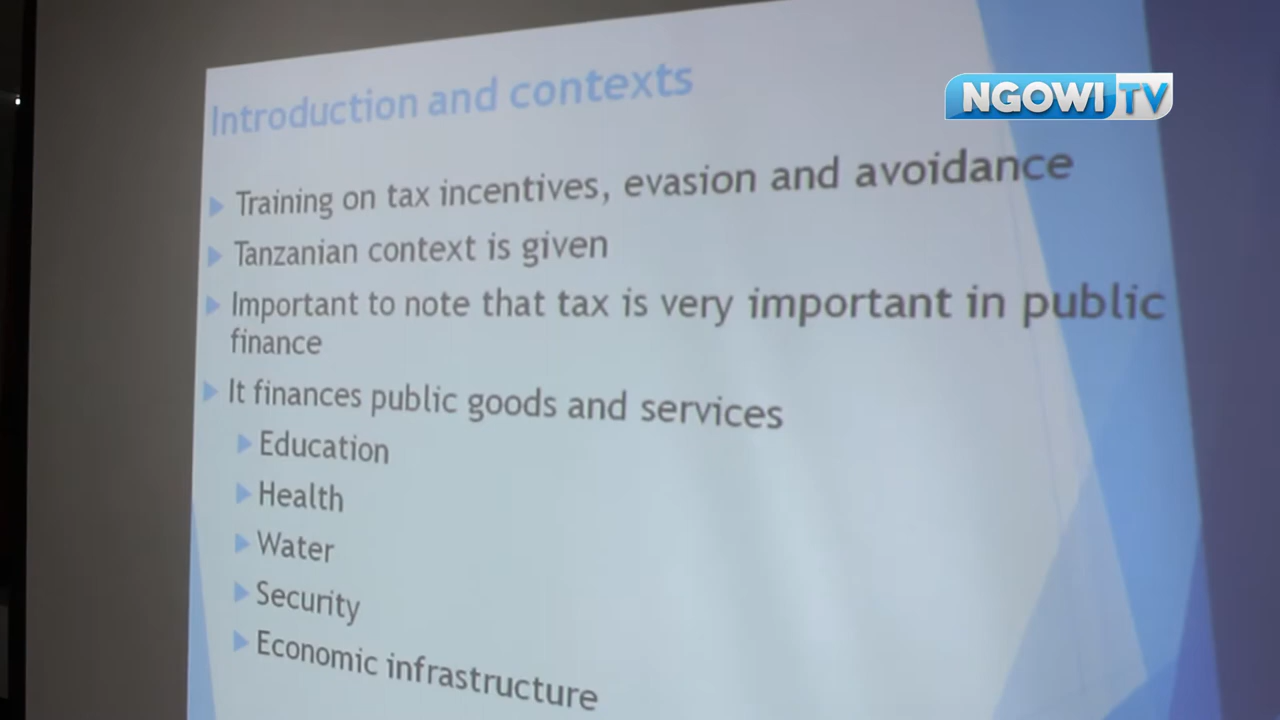 Introduction and contexts
NGOWI TV
Training on tax incentives, evasion and avoidance
Tanzanian context is given
Important to note that tax is very important in public
finance
It finances public goods and services
Education
Health
Water
Security
Economic infrastructure